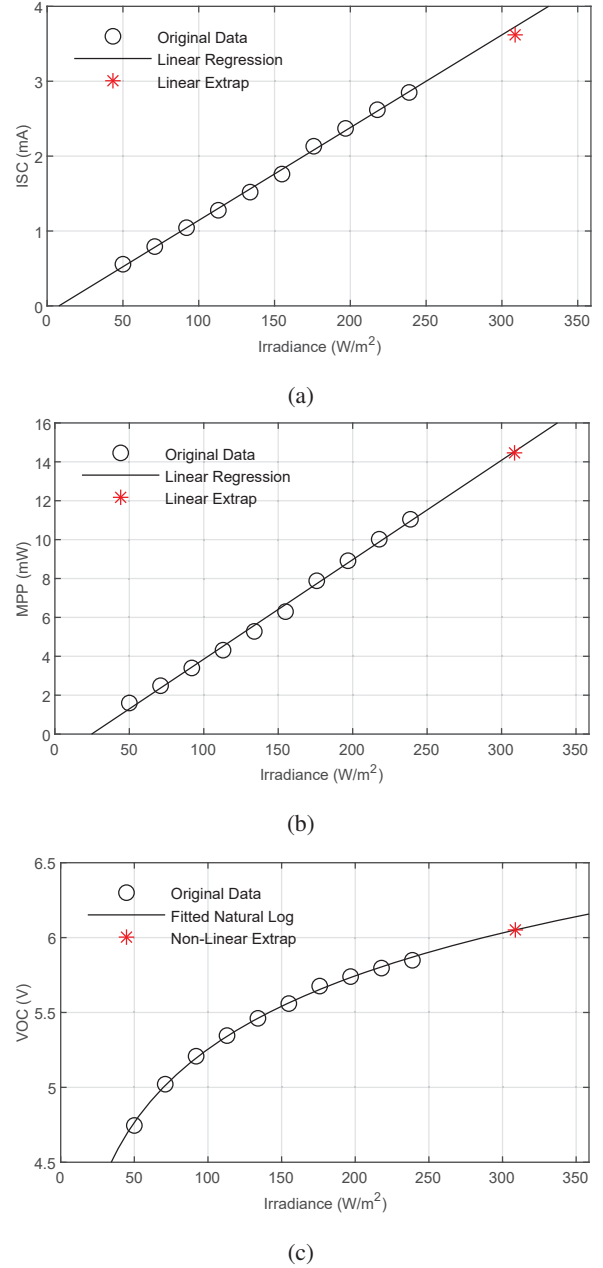 4
3
2
1
0
ISC (mA)
Original Data
Linear Regression
Linear Extrap
0 50 100 150 200 250 300 350
Irradiance (W/m²)
(a)
16
14
12
10
8
6
4
2
0
MPP (mW)
Original Data
Linear Regression
Linear Extrap
0 50 100 150 200 250 300 350
Irradiance (W/m²)
(b)
6.5
6
5.5
5
4.5
VOC (V)
Original Data
Fitted Natural Log
Non-Linear Extrap
0 50 100 150 200 250 300 350
Irradiance (W/m²)
(c)